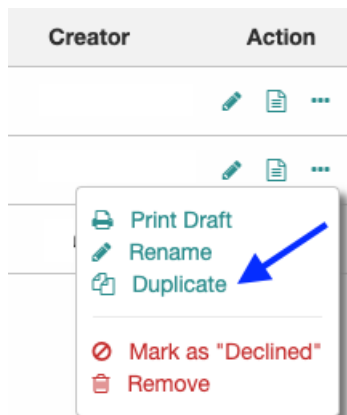 Creator Action
Print Draft
Rename
Duplicate
Mark as "Declined"
Remove